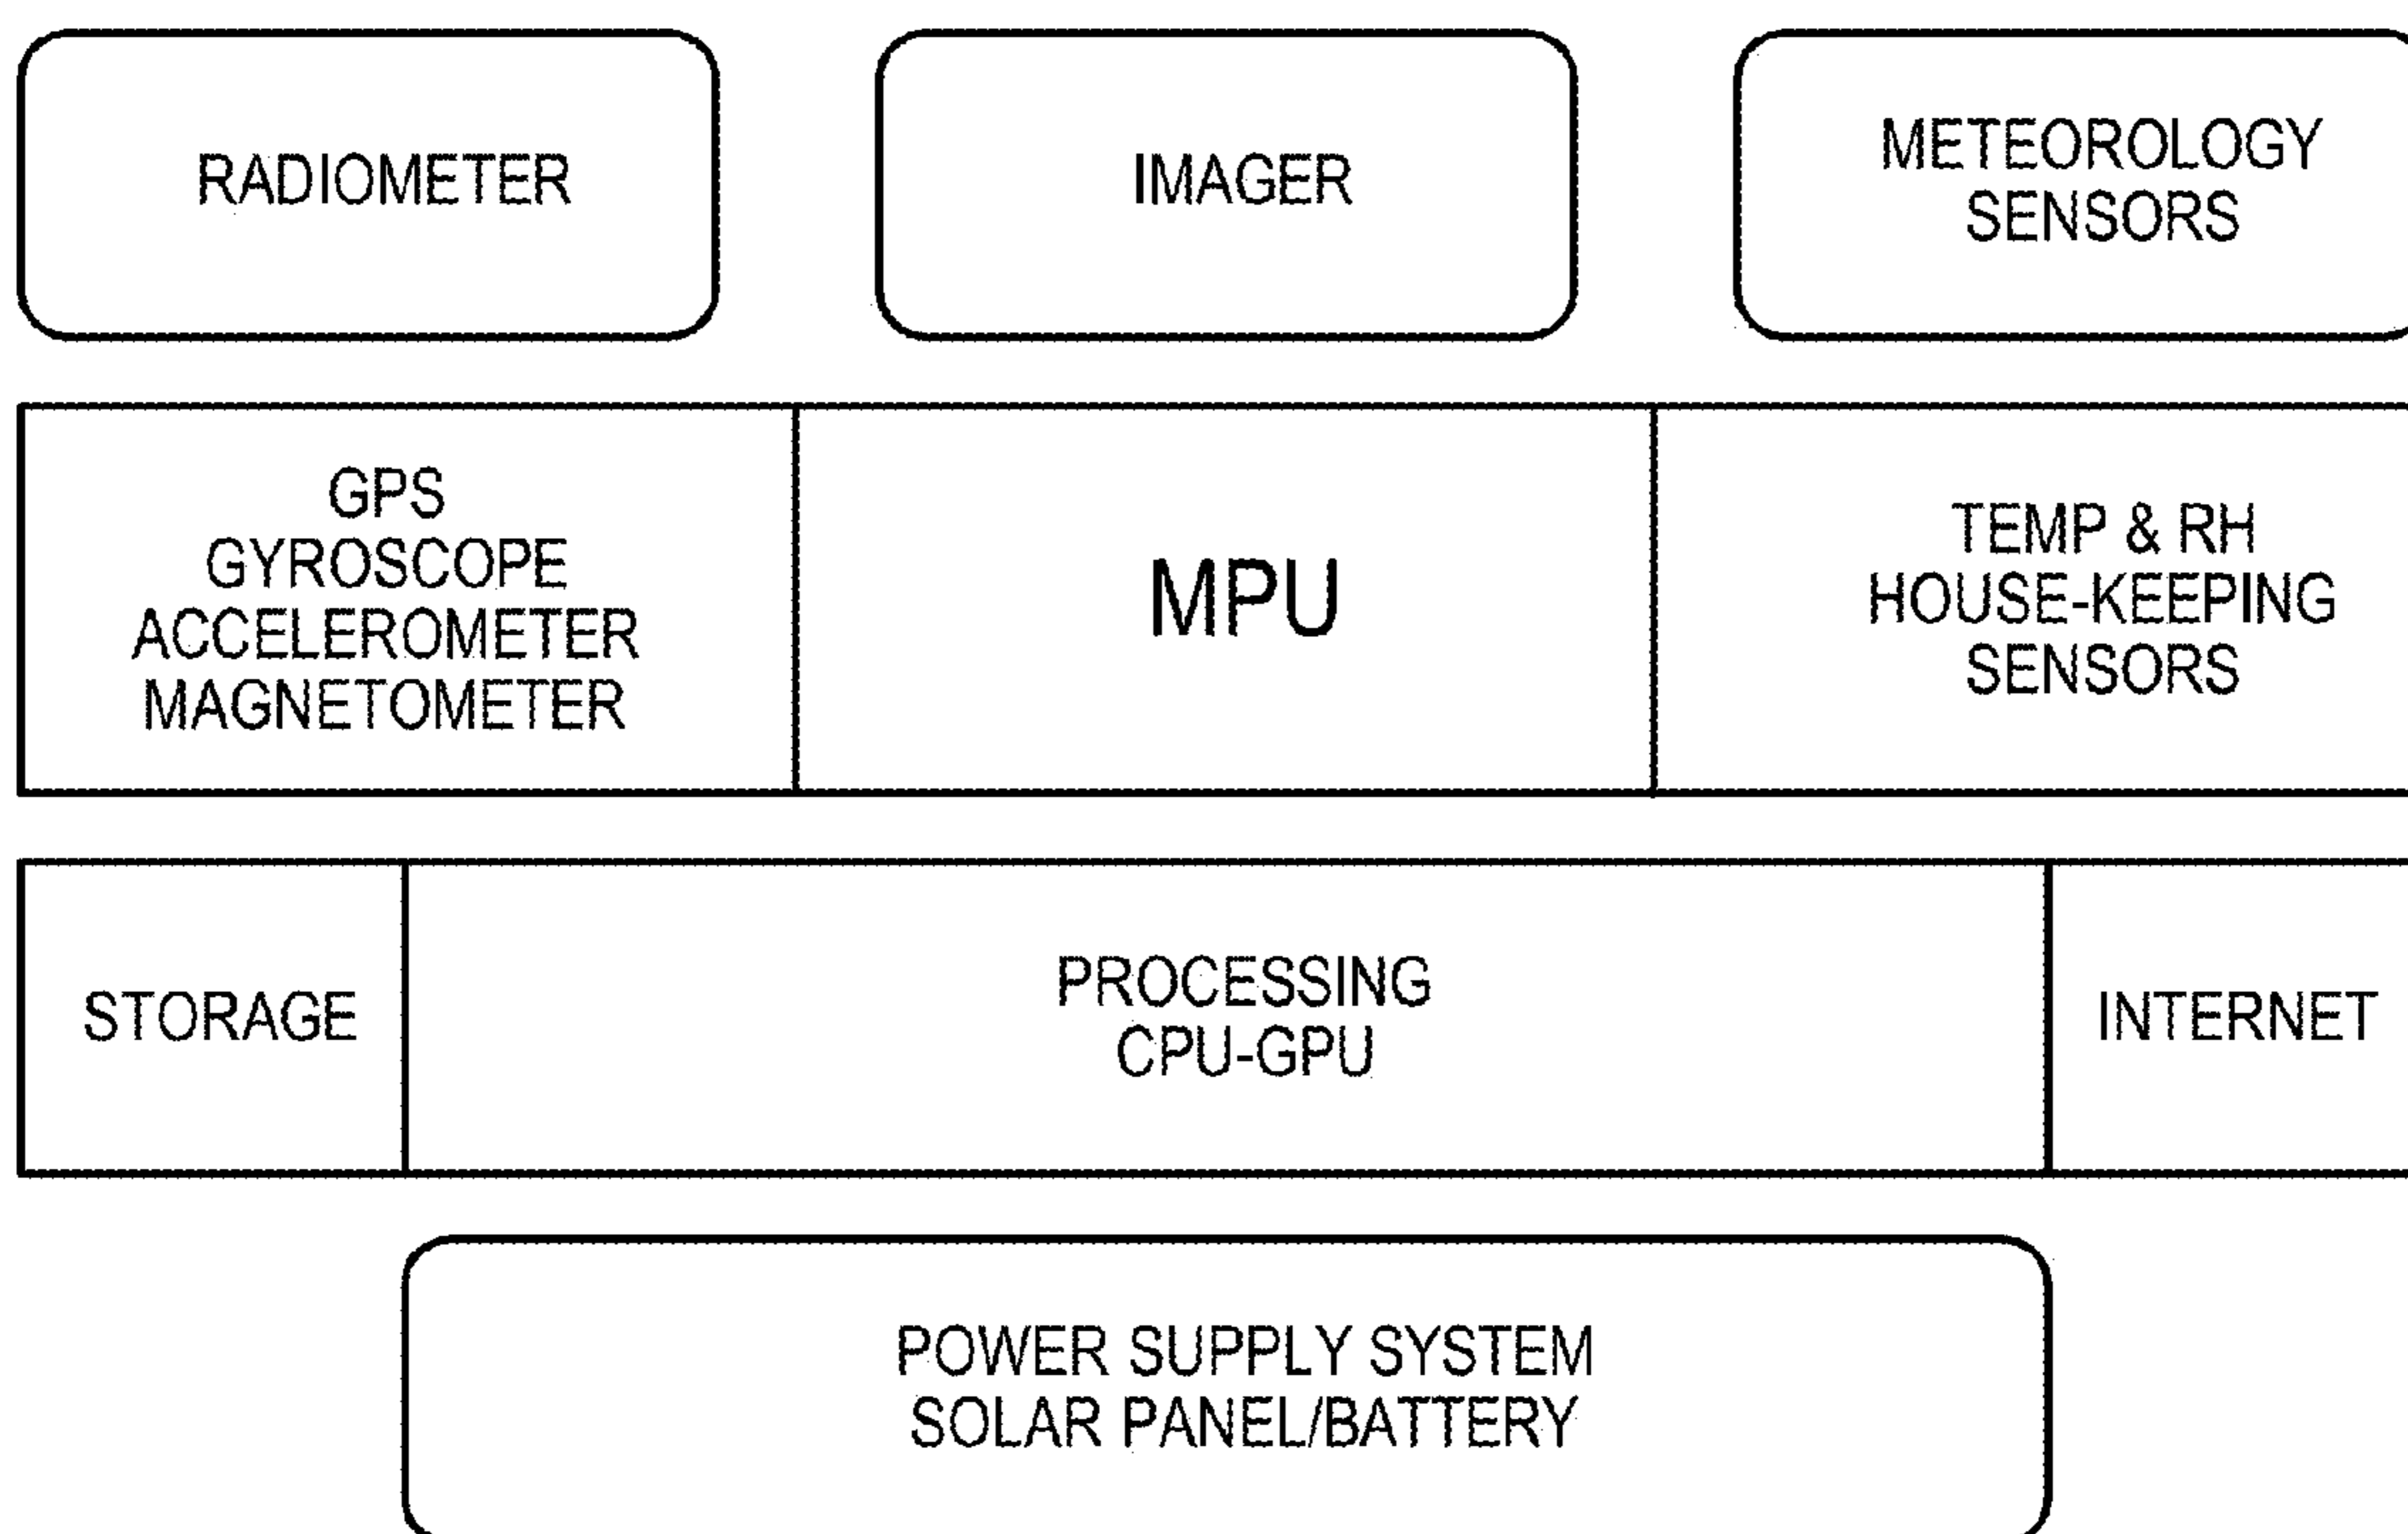 RADIOMETER
IMAGER
METEOROLOGY
SENSORS
GPS
GYROSCOPE
ACCELEROMETER
MAGNETOMETER
MPU
TEMP & RH
HOUSE-KEEPING
SENSORS
STORAGE
PROCESSING
CPU-GPU
INTERNET
POWER SUPPLY SYSTEM
SOLAR PANEL/BATTERY